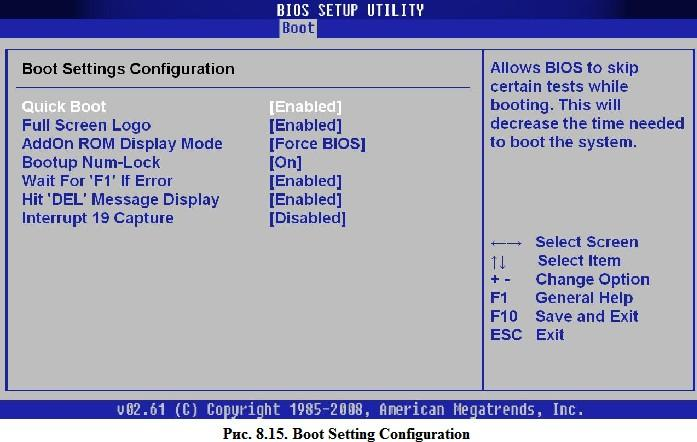 BIOS SETUP UTILITY
Boot
Boot Settings Configuration
Quick Boot [Enabled]
Full Screen Logo [Enabled]
AddOn ROM Display Mode [Force BIOS]
Bootup Num-Lock [On]
Wait For 'F1' If Error [Enabled]
Hit 'DEL' Message Display [Enabled]
Interrupt 19 Capture [Disabled]
Allows BIOS to skip
certain tests while
booting. This will
decrease the time needed
to boot the system.
←→ Select Screen
↑↓ Select Item
+ - Change Option
F1 General Help
F10 Save and Exit
ESC Exit
v02.61 (C) Copyright 1985-2008, American Megatrends, Inc.
Рис. 8.15. Boot Setting Configuration